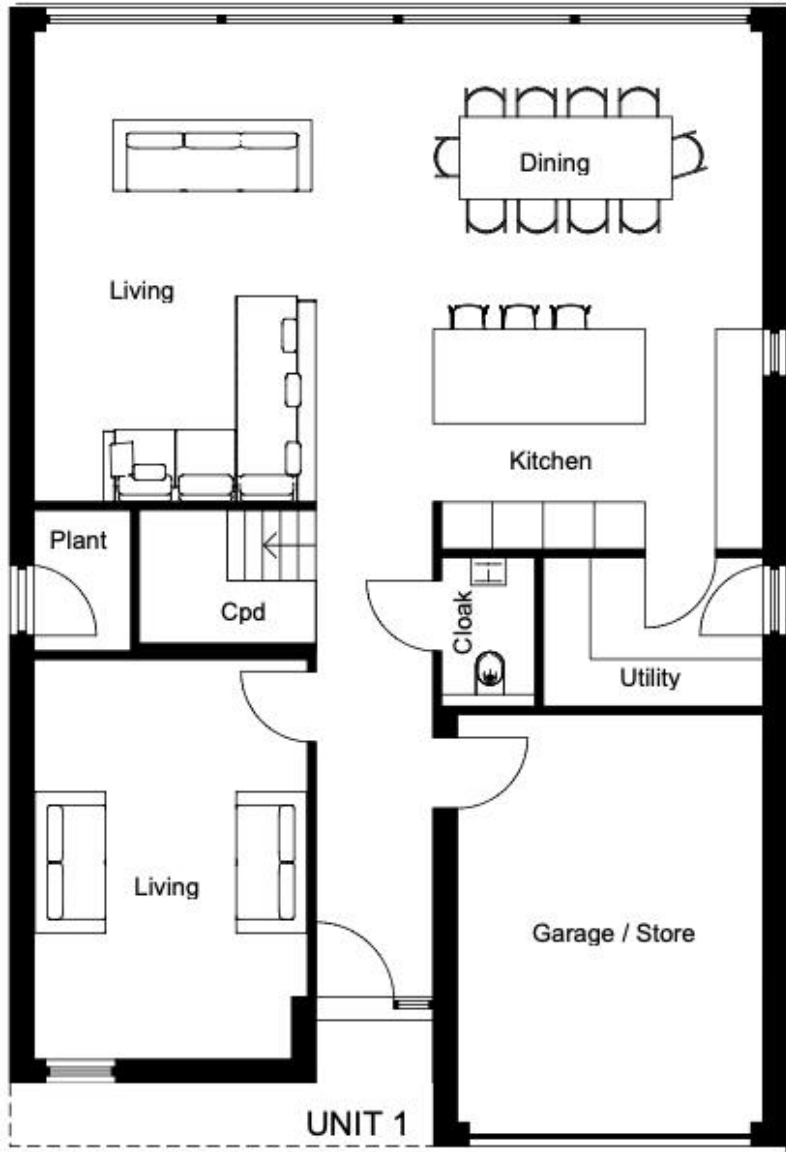 Dining
Living
Kitchen
Plant
Cpd
Cloak
Utility
Living
Garage / Store
UNIT 1